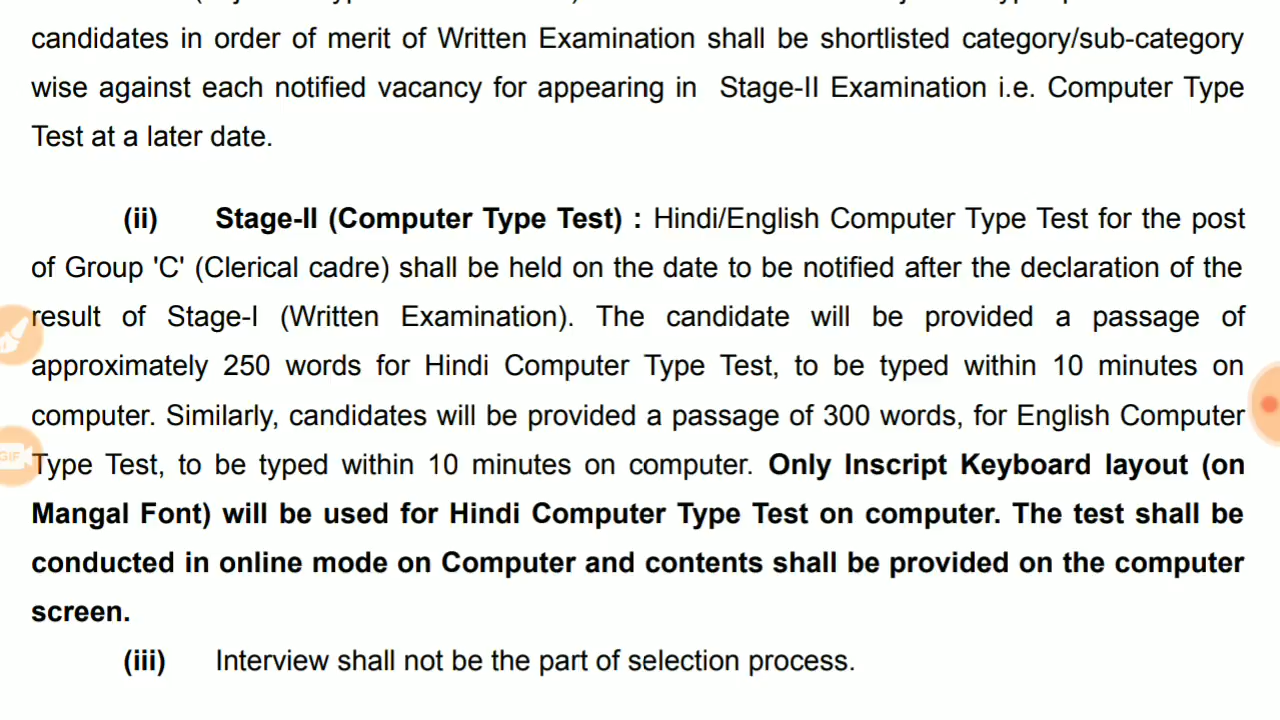 candidates in order of merit of Written Examination shall be shortlisted category/sub-category
wise against each notified vacancy for appearing in Stage-II Examination i.e. Computer Type
Test at a later date.
(ii) Stage-II (Computer Type Test) : Hindi/English Computer Type Test for the post
of Group 'C' (Clerical cadre) shall be held on the date to be notified after the declaration of the
result of Stage-I (Written Examination). The candidate will be provided a passage of
approximately 250 words for Hindi Computer Type Test, to be typed within 10 minutes on
computer. Similarly, candidates will be provided a passage of 300 words, for English Computer
GIF
Type Test, to be typed within 10 minutes on computer. Only Inscript Keyboard layout (on
Mangal Font) will be used for Hindi Computer Type Test on computer. The test shall be
conducted in online mode on Computer and contents shall be provided on the computer
screen.
(iii) Interview shall not be the part of selection process.